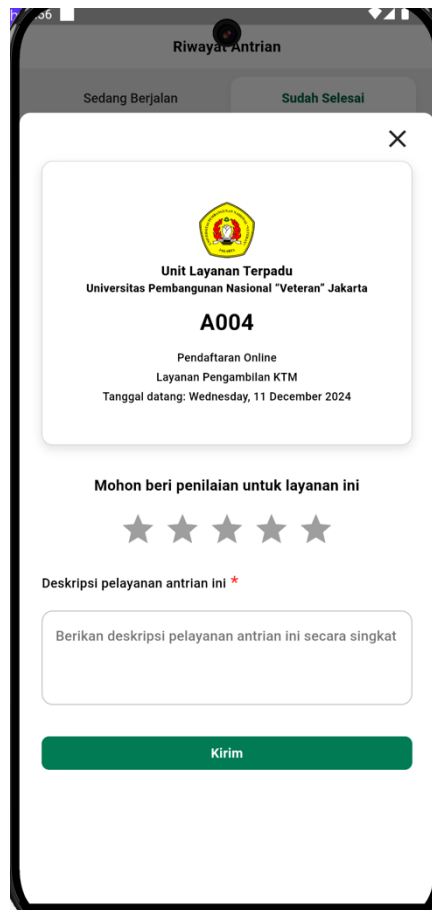 Riwayat Antrian
Sedang Berjalan
Sudah Selesai
Unit Layanan Terpadu
Universitas Pembangunan Nasional “Veteran” Jakarta
A004
Pendaftaran Online
Layanan Pengambilan KTM
Tanggal datang: Wednesday, 11 December 2024
Mohon beri penilaian untuk layanan ini
Deskripsi pelayanan antrian ini *
Berikan deskripsi pelayanan antrian ini secara singkat
Kirim